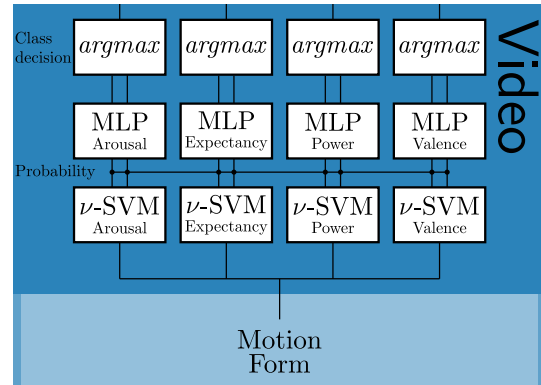 Class
decision
argmax argmax argmax argmax
Video
MLP MLP MLP MLP
Arousal Expectancy Power Valence
Probability
ν-SVM ν-SVM ν-SVM ν-SVM
Arousal Expectancy Power Valence
Motion
Form